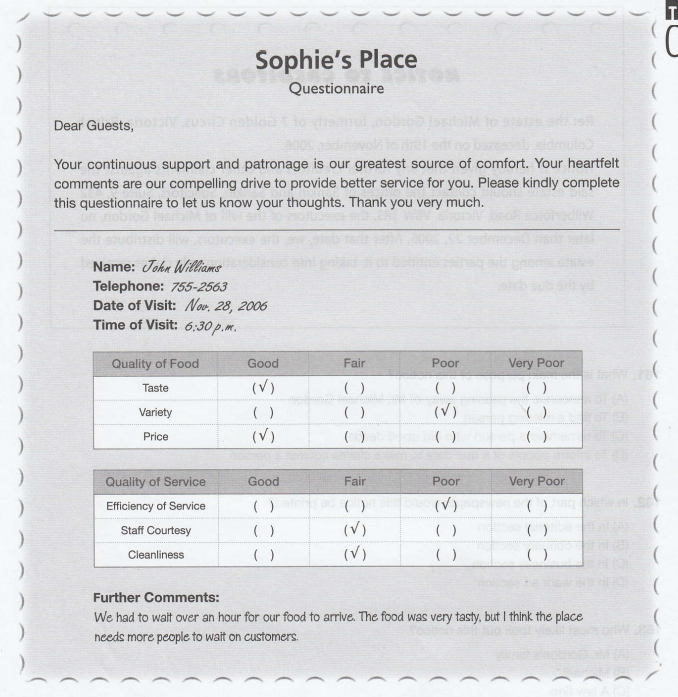 Sophie's Place
Questionnaire
Dear Guests,
Your continuous support and patronage is our greatest source of comfort. Your heartfelt
comments are our compelling drive to provide better service for you. Please kindly complete
this questionnaire to let us know your thoughts. Thank you very much.
Name: John Williams
Telephone: 755-2563
Date of Visit: Nov. 28, 2006
Time of Visit: 6:30 p.m.
Quality of Food Good Fair Poor Very Poor
Taste (√) ( ) ( ) ( )
Variety ( ) ( ) (√) ( )
Price (√) ( ) ( ) ( )
Quality of Service Good Fair Poor Very Poor
Efficiency of Service ( ) ( ) (√) ( )
Staff Courtesy ( ) (√) ( ) ( )
Cleanliness ( ) (√) ( ) ( )
Further Comments:
We had to wait over an hour for our food to arrive. The food was very tasty, but I think the place
needs more people to wait on customers.